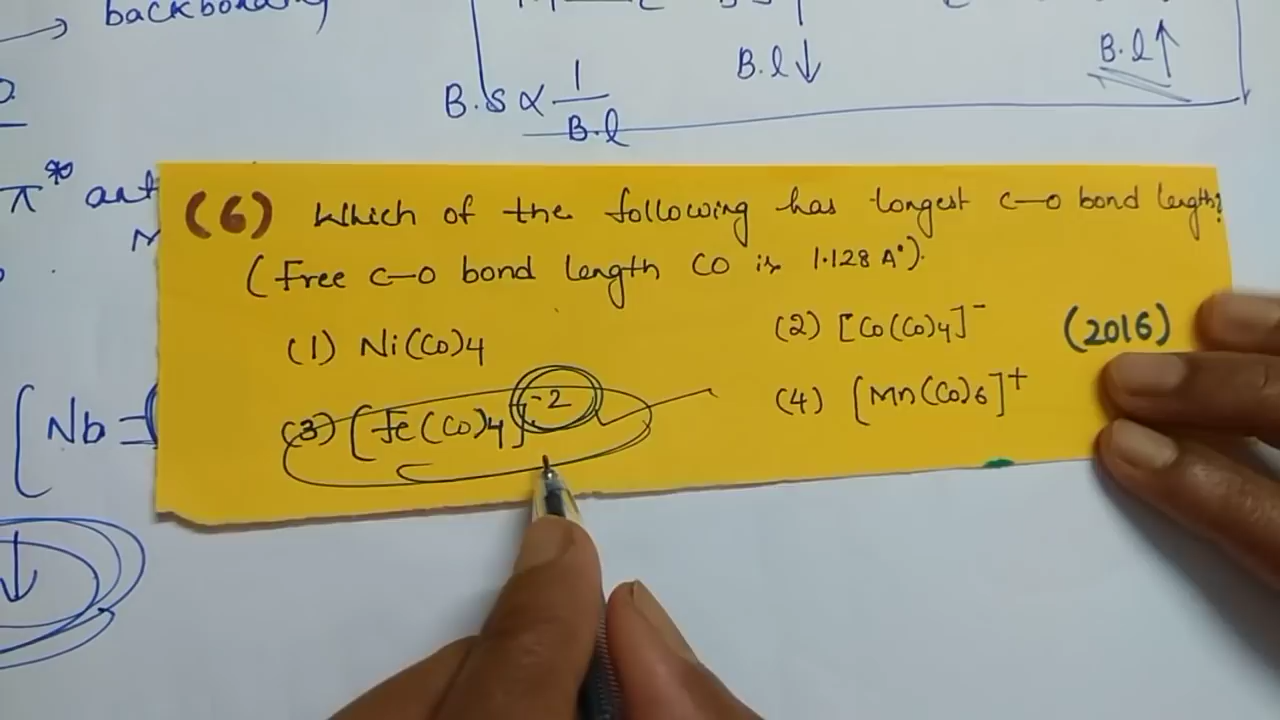 backbonding
B.l↓
B.l↑
B.s ∝ 1/B.l
π* ant
(6) Which of the following has longest C–O bond length?
(Free C–O bond length CO is 1.128 A°).
(1) Ni(CO)4
(2) [Co(CO)4]⁻
(2016)
(3) [Fe(CO)4]⁻²
(4) [Mn(CO)6]⁺
[Nb =
↓